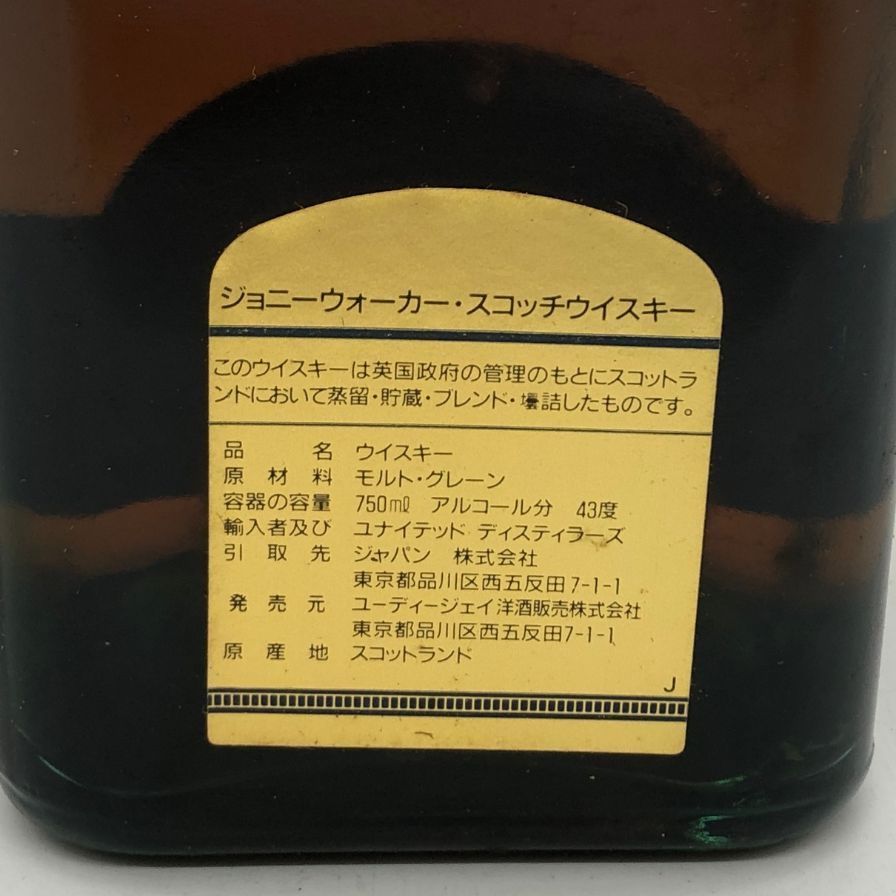 ジョニーウォーカー・スコッチウイスキー
このウイスキーは英国政府の管理のもとにスコットラ
ンドにおいて蒸留・貯蔵・ブレンド・壜詰したものです。
品名 ウイスキー
原材料 モルト・グレーン
容器の容量 750ml アルコール分 43度
輸入者及び ユナイテッド ディスティラーズ
引取先 ジャパン 株式会社
東京都品川区西五反田7-1-1
発売元 ユーディージェイ洋酒販売株式会社
東京都品川区西五反田7-1-1
原産地 スコットランド
J